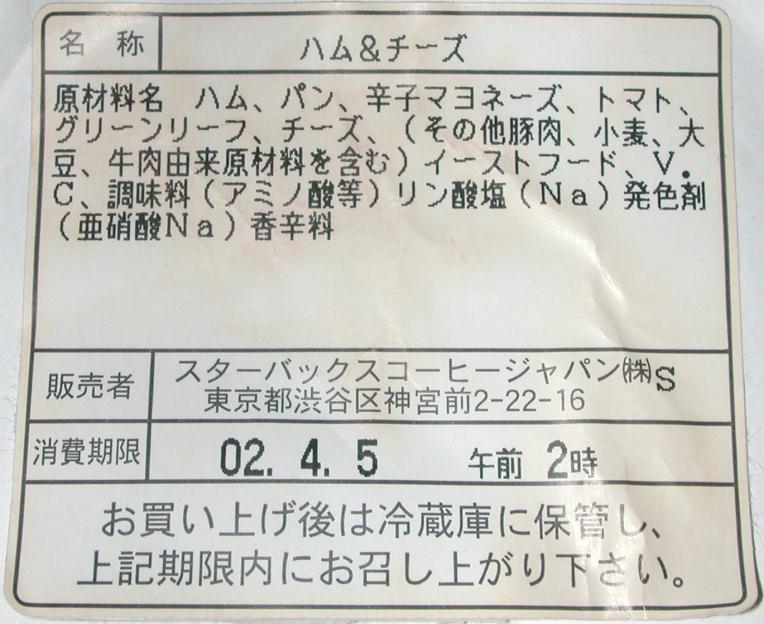 名 称 ハム&チーズ
原材料名 ハム、パン、辛子マヨネーズ、トマト、
グリーンリーフ、チーズ、（その他豚肉、小麦、大
豆、牛肉由来原材料を含む）イーストフード、V.
C、調味料（アミノ酸等）リン酸塩（Na）発色剤
（亜硝酸Na）香辛料
販売者 スターバックスコーヒージャパン㈱S
東京都渋谷区神宮前2-22-16
消費期限 02. 4. 5 午前 2時
お買い上げ後は冷蔵庫に保管し、
上記期限内にお召し上がり下さい。